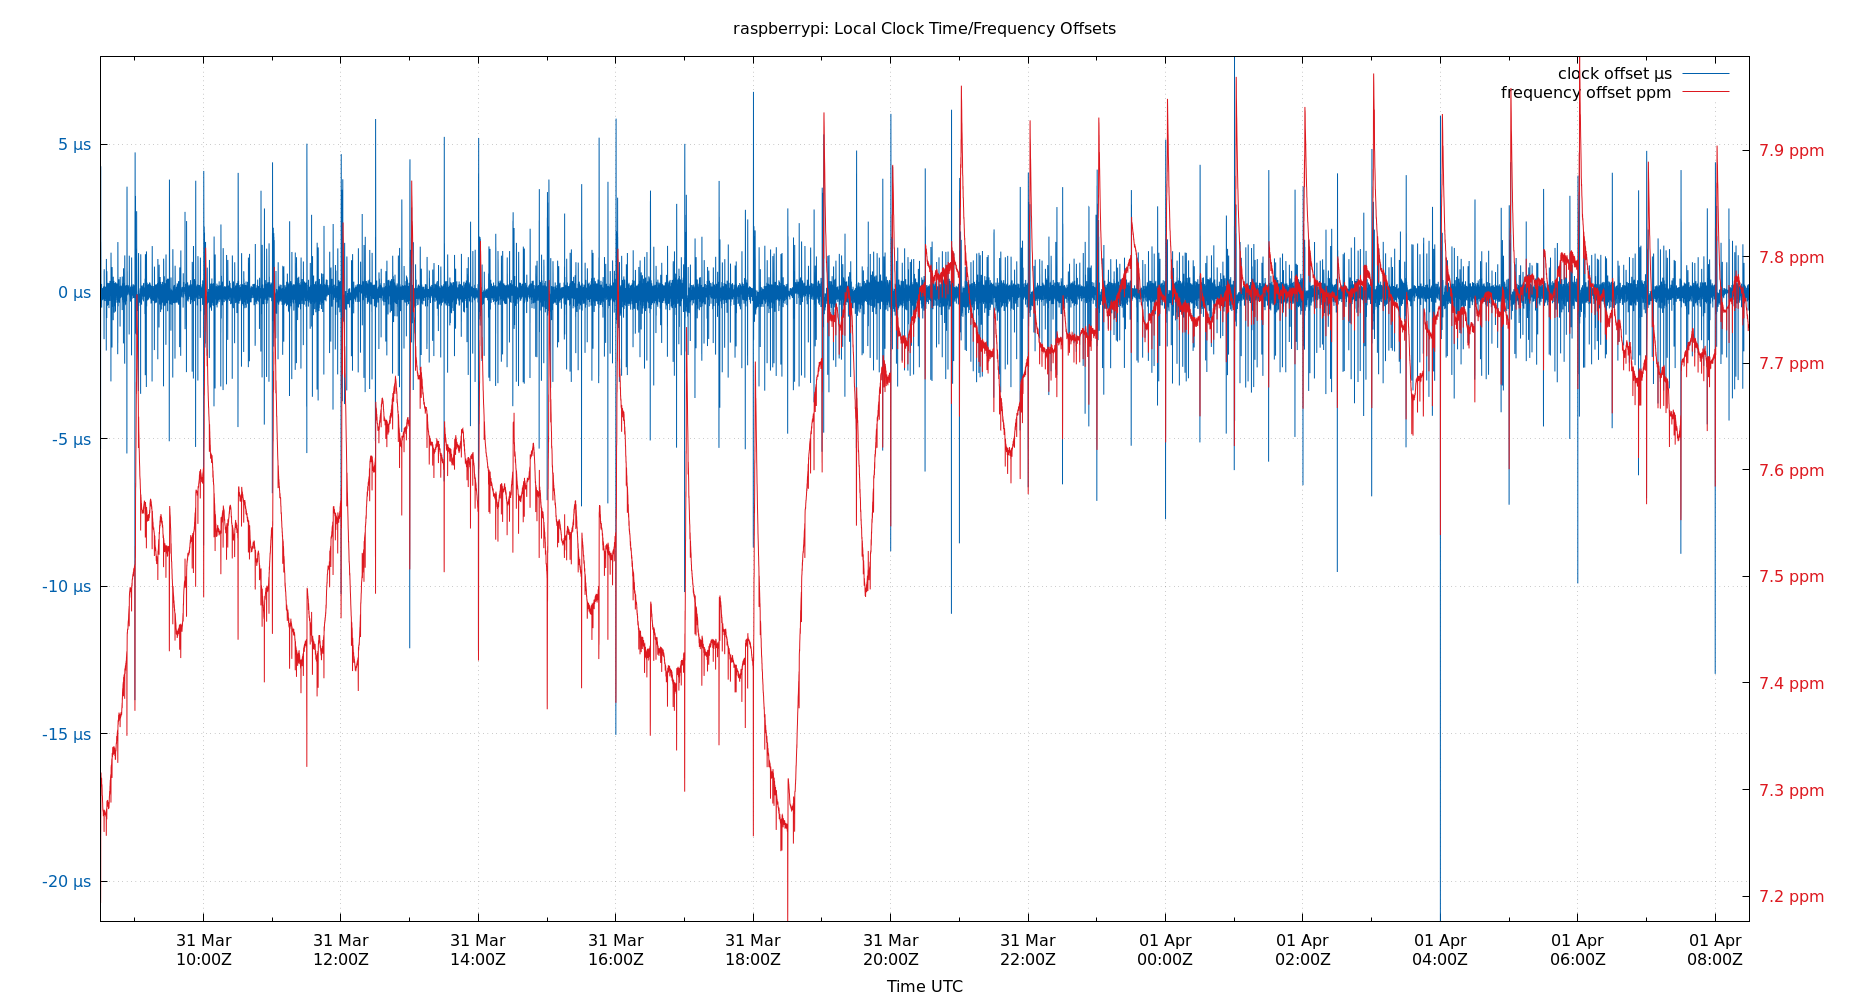 raspberrypi: Local Clock Time/Frequency Offsets
clock offset µs
frequency offset ppm
5 µs
0 µs
-5 µs
-10 µs
-15 µs
-20 µs
7.9 ppm
7.8 ppm
7.7 ppm
7.6 ppm
7.5 ppm
7.4 ppm
7.3 ppm
7.2 ppm
31 Mar 31 Mar 31 Mar 31 Mar 31 Mar 31 Mar 31 Mar 01 Apr 01 Apr 01 Apr 01 Apr 01 Apr
10:00Z 12:00Z 14:00Z 16:00Z 18:00Z 20:00Z 22:00Z 00:00Z 02:00Z 04:00Z 06:00Z 08:00Z
Time UTC